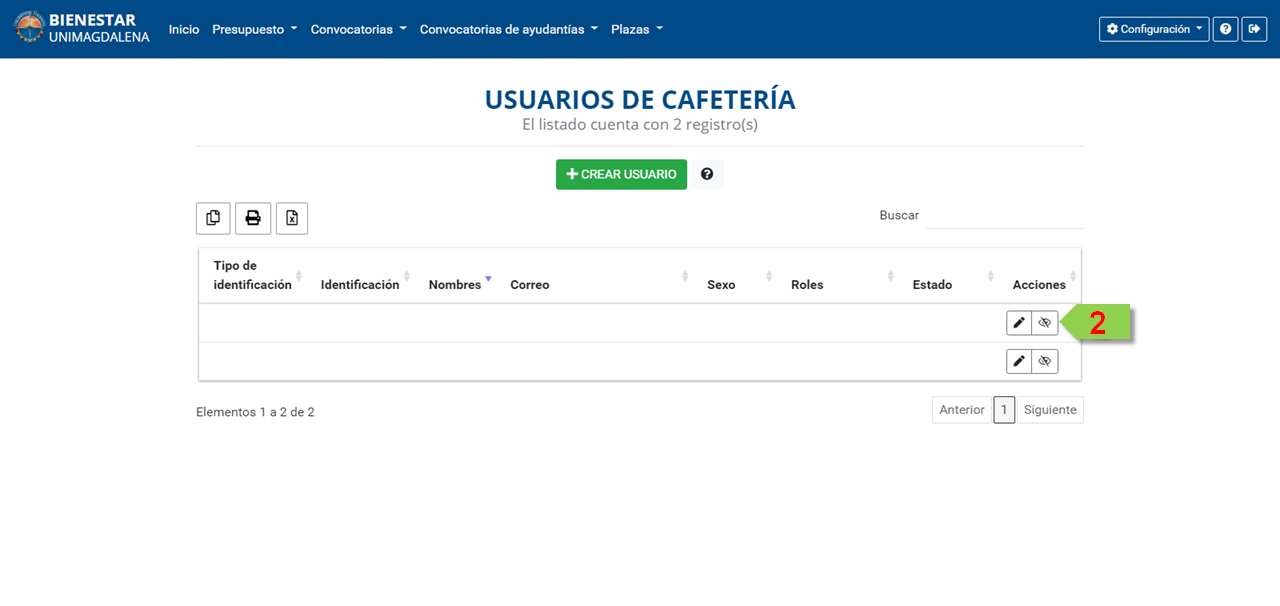 BIENESTAR
UNIMAGDALENA
Inicio Presupuesto Convocatorias Convocatorias de ayudantías Plazas Configuración
USUARIOS DE CAFETERÍA
El listado cuenta con 2 registro(s)
CREAR USUARIO
Buscar
Tipo de
identificación Identificación Nombres Correo Sexo Roles Estado Acciones
2
Elementos 1 a 2 de 2
Anterior 1 Siguiente